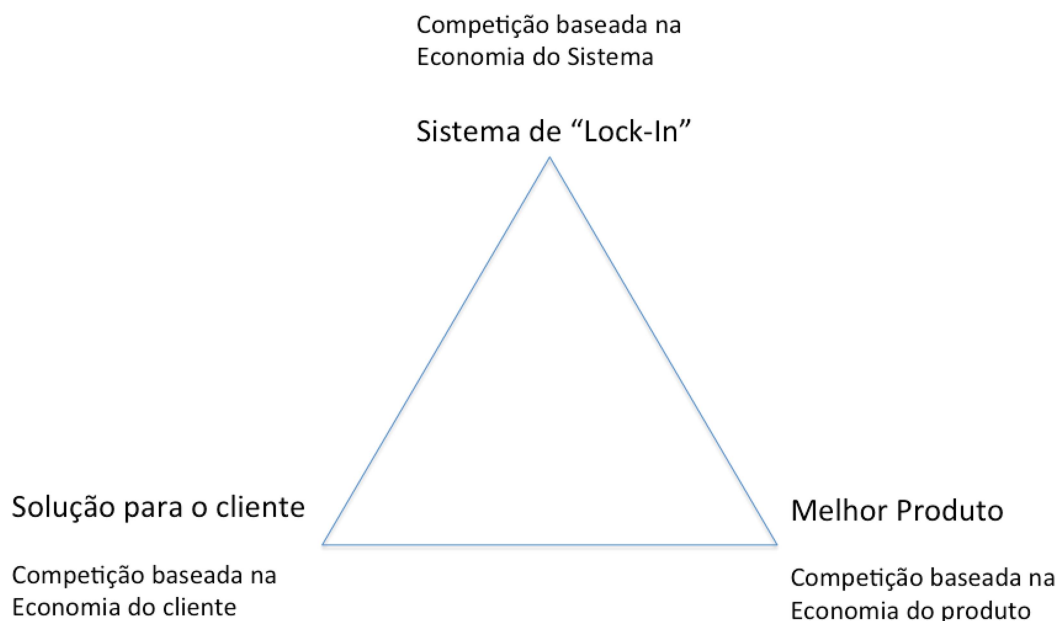 Competição baseada na
Economia do Sistema
Sistema de “Lock-In”
Solução para o cliente
Competição baseada na
Economia do cliente
Melhor Produto
Competição baseada na
Economia do produto